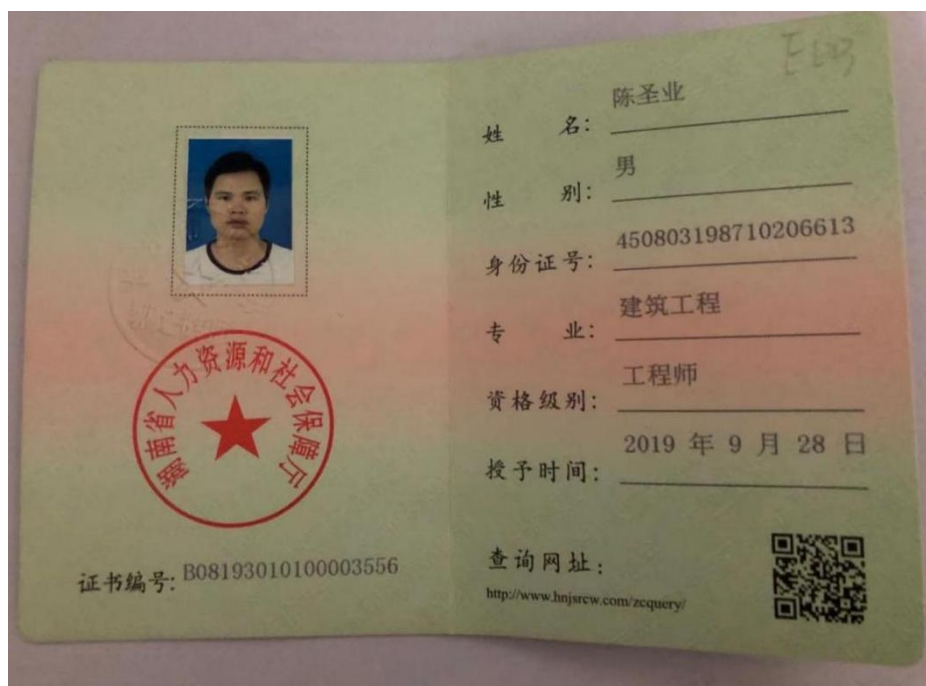 湖南省人力资源和社会保障厅
证书编号: B08193010100003556
姓 名: 陈圣业
性 别: 男
身份证号: 450803198710206613
专 业: 建筑工程
资格级别: 工程师
授予时间: 2019 年 9 月 28 日
查询网址:
http://www.hnjsrcw.com/zcquery/